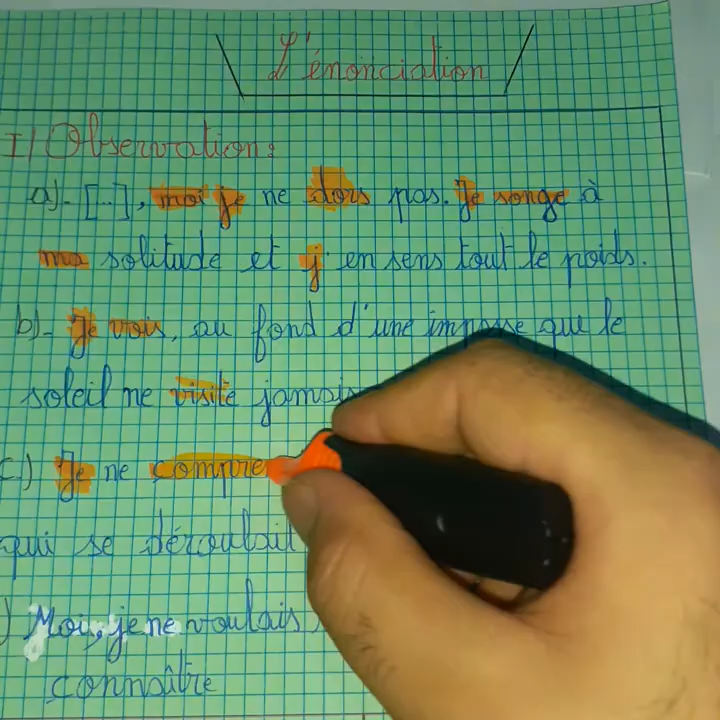 L'énonciation
I/ Observation:
a)- [...], moi je ne dors pas. Je songe à
ma solitude et j'en sens tout le poids.
b)- Je vois, au fond d'une impasse que le
soleil ne visite jamais
c) Je ne compre
qui se déroulait
) Moi, je ne voulais
connaître